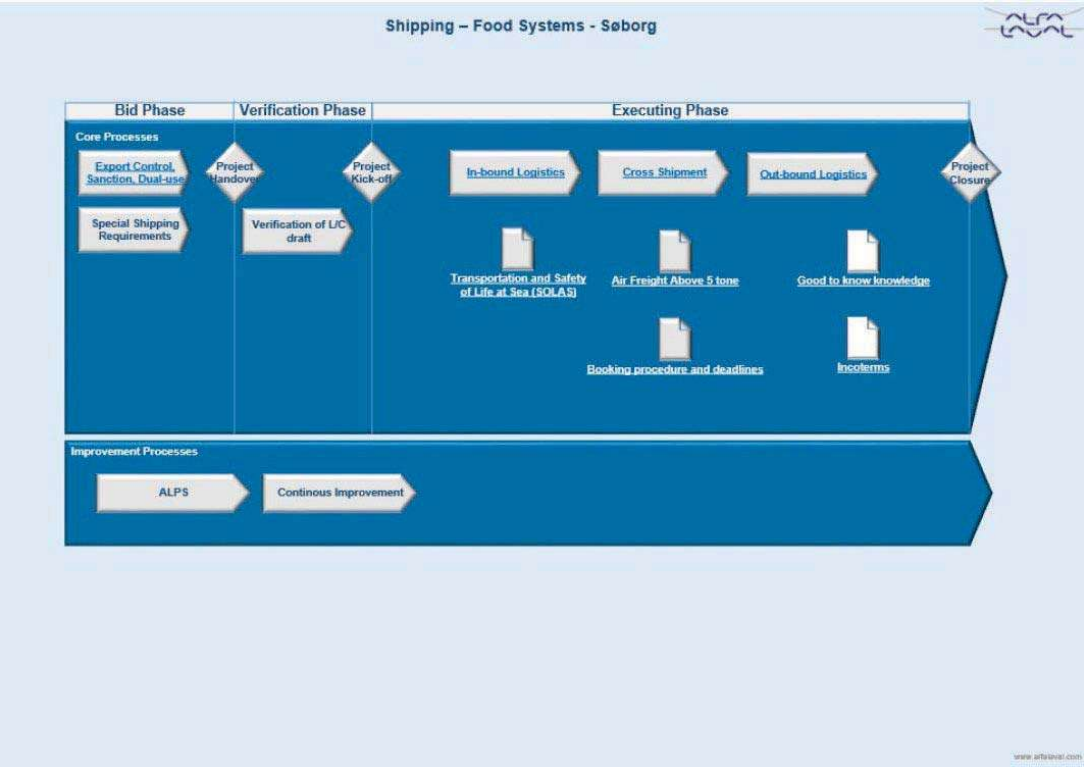 Shipping – Food Systems - Søborg
ALFA
LAVAL
Bid Phase
Verification Phase
Executing Phase
Core Processes
Export Control,
Sanction, Dual-use
Project
Handover
Project
Kick-off
In-bound Logistics
Cross Shipment
Out-bound Logistics
Project
Closure
Special Shipping
Requirements
Verification of L/C
draft
Transportation and Safety
of Life at Sea (SOLAS)
Air Freight Above 5 tone
Good to know knowledge
Booking procedure and deadlines
Incoterms
Improvement Processes
ALPS
Continous Improvement
www.alfalaval.com